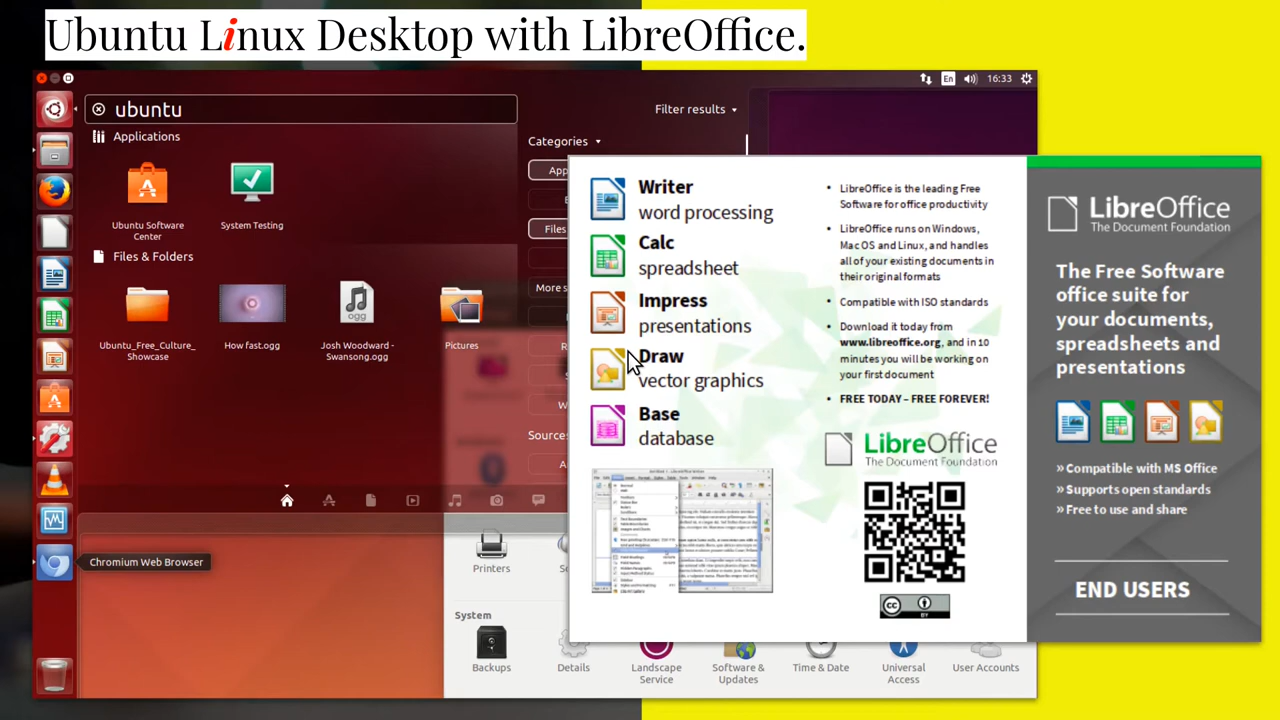 Ubuntu Linux Desktop with LibreOffice.
En
16:33
ubuntu
Filter results
Applications
Categories
Ubuntu Software
Center
System Testing
Files & Folders
Files
Ubuntu_Free_Culture_
Showcase
How fast.ogg
ogg
Josh Woodward -
Swansong.ogg
Pictures
Chromium Web Browser
Printers
System
Backups
Details
Landscape
Service
Software &
Updates
Time & Date
Universal
Access
User Accounts
Writer
word processing
Calc
spreadsheet
Impress
presentations
Draw
vector graphics
Base
database
• LibreOffice is the leading Free
Software for office productivity
• LibreOffice runs on Windows,
Mac OS and Linux, and handles
all of your existing documents in
their original formats
• Compatible with ISO standards
• Download it today from
www.libreoffice.org, and in 10
minutes you will be working on
your first document
• FREE TODAY – FREE FOREVER!
LibreOffice
The Document Foundation
cc
BY
LibreOffice
The Document Foundation
The Free Software
office suite for
your documents,
spreadsheets and
presentations
» Compatible with MS Office
» Supports open standards
» Free to use and share
END USERS